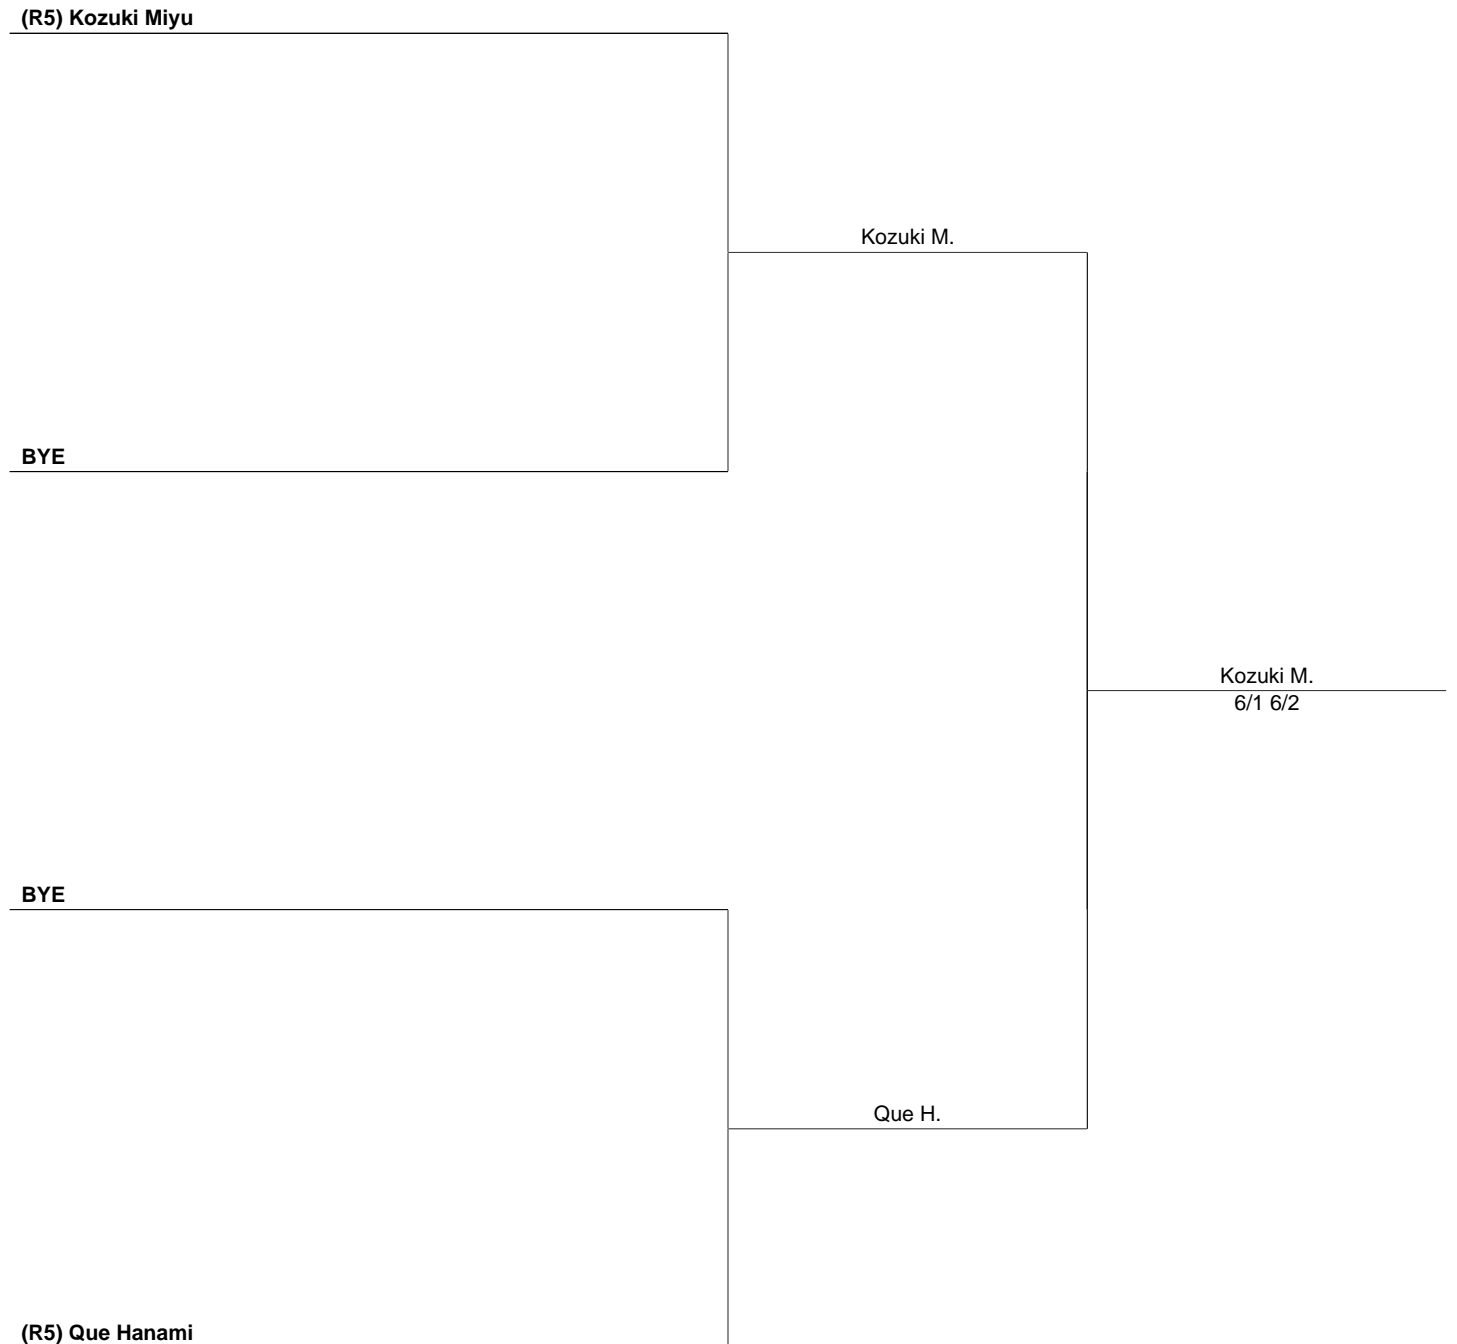 (R5) Kozuki Miyu
Kozuki M.
BYE
Kozuki M.
6/1 6/2
BYE
Que H.
(R5) Que Hanami